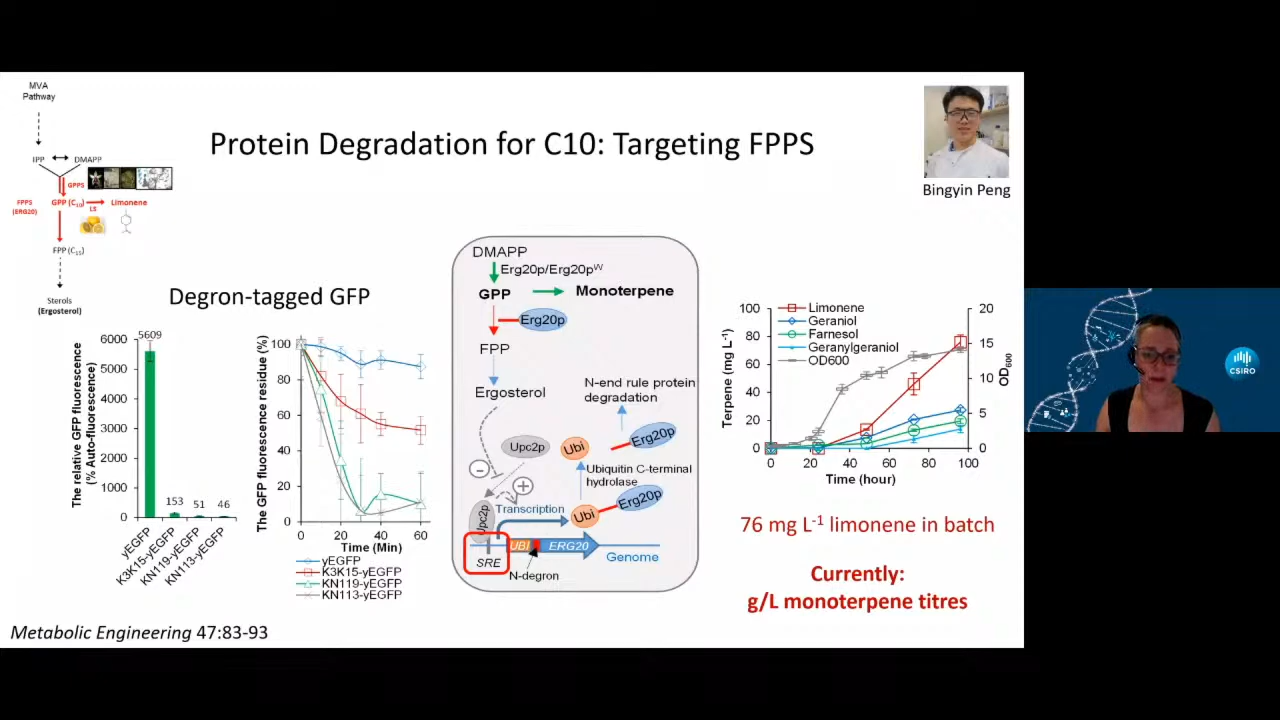 MVA
Pathway
IPP
DMAPP
GPPS
FPPS
(ERG20)
GPP (C10)
LS
Limonene
FPP (C15)
Sterols
(Ergosterol)
Protein Degradation for C10: Targeting FPPS
Bingyin Peng
Degron-tagged GFP
The relative GFP fluorescence
(% Auto-fluorescence)
6000
5000
4000
3000
2000
1000
0
5609
153
51
46
yEGFP
K3K15-yEGFP
KN119-yEGFP
KN113-yEGFP
The GFP fluorescence residue (%)
100
80
60
40
20
0
0 20 40 60
Time (Min)
yEGFP
K3K15-yEGFP
KN119-yEGFP
KN113-yEGFP
DMAPP
Erg20p/Erg20pW
GPP
Monoterpene
Erg20p
FPP
Ergosterol
N-end rule protein
degradation
Upc2p
Ubi
Erg20p
Ubiquitin C-terminal
hydrolase
Upc2p
Transcription
Ubi
Erg20p
UBI
ERG20
SRE
Genome
N-degron
Terpene (mg L-1)
100
80
60
40
20
0
Limonene
Geraniol
Farnesol
Geranylgeraniol
OD600
20
15
10
5
0
OD600
0 20 40 60 80 100
Time (hour)
76 mg L-1 limonene in batch
Currently:
g/L monoterpene titres
Metabolic Engineering 47:83-93
CSIRO